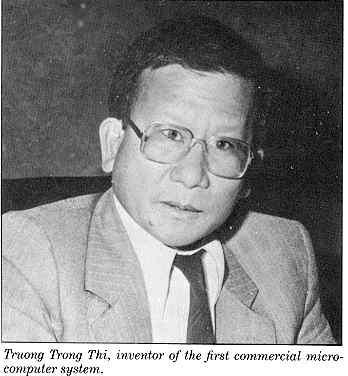 Truong Trong Thi, inventor of the first commercial micro-
computer system.